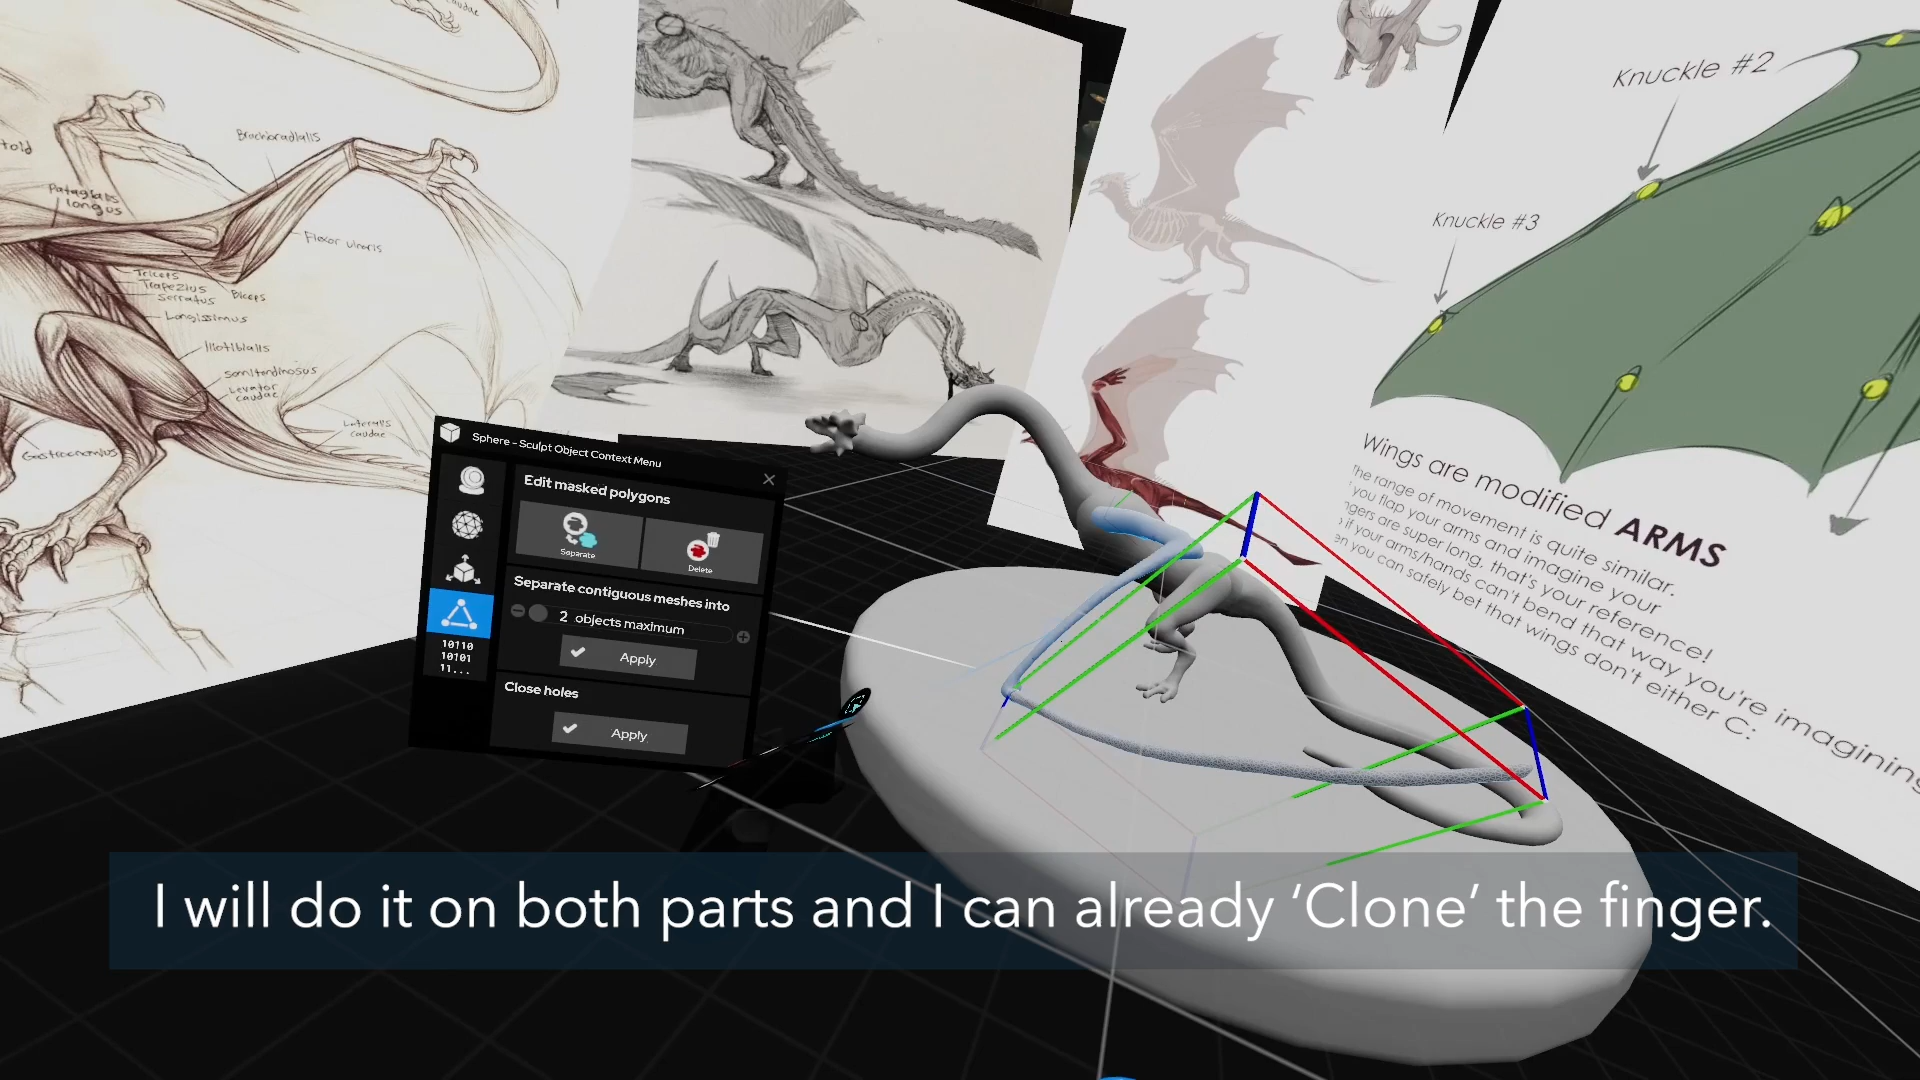 caudae
Brachioradialis
Patagialis
longus
Flexor ulnaris
Triceps
Trapezius
Serratus
Biceps
Longissimus
Iliotibialis
Semitendinosus
Levator
caudae
Lateralis
caudae
Gastrocnemius
Knuckle #2
Knuckle #3
Wings are modified ARMS
The range of movement is quite similar.
you flap your arms and imagine your
are super long, that's your reference!
if your arms/hands can't bend that way you're imagining
you can safely bet that wings don't either C:
Sphere - Sculpt Object Context Menu
Edit masked polygons
Separate
Delete
Separate contiguous meshes into
2 objects maximum
Apply
10110
10101
11...
Close holes
Apply
I will do it on both parts and I can already ‘Clone’ the finger.